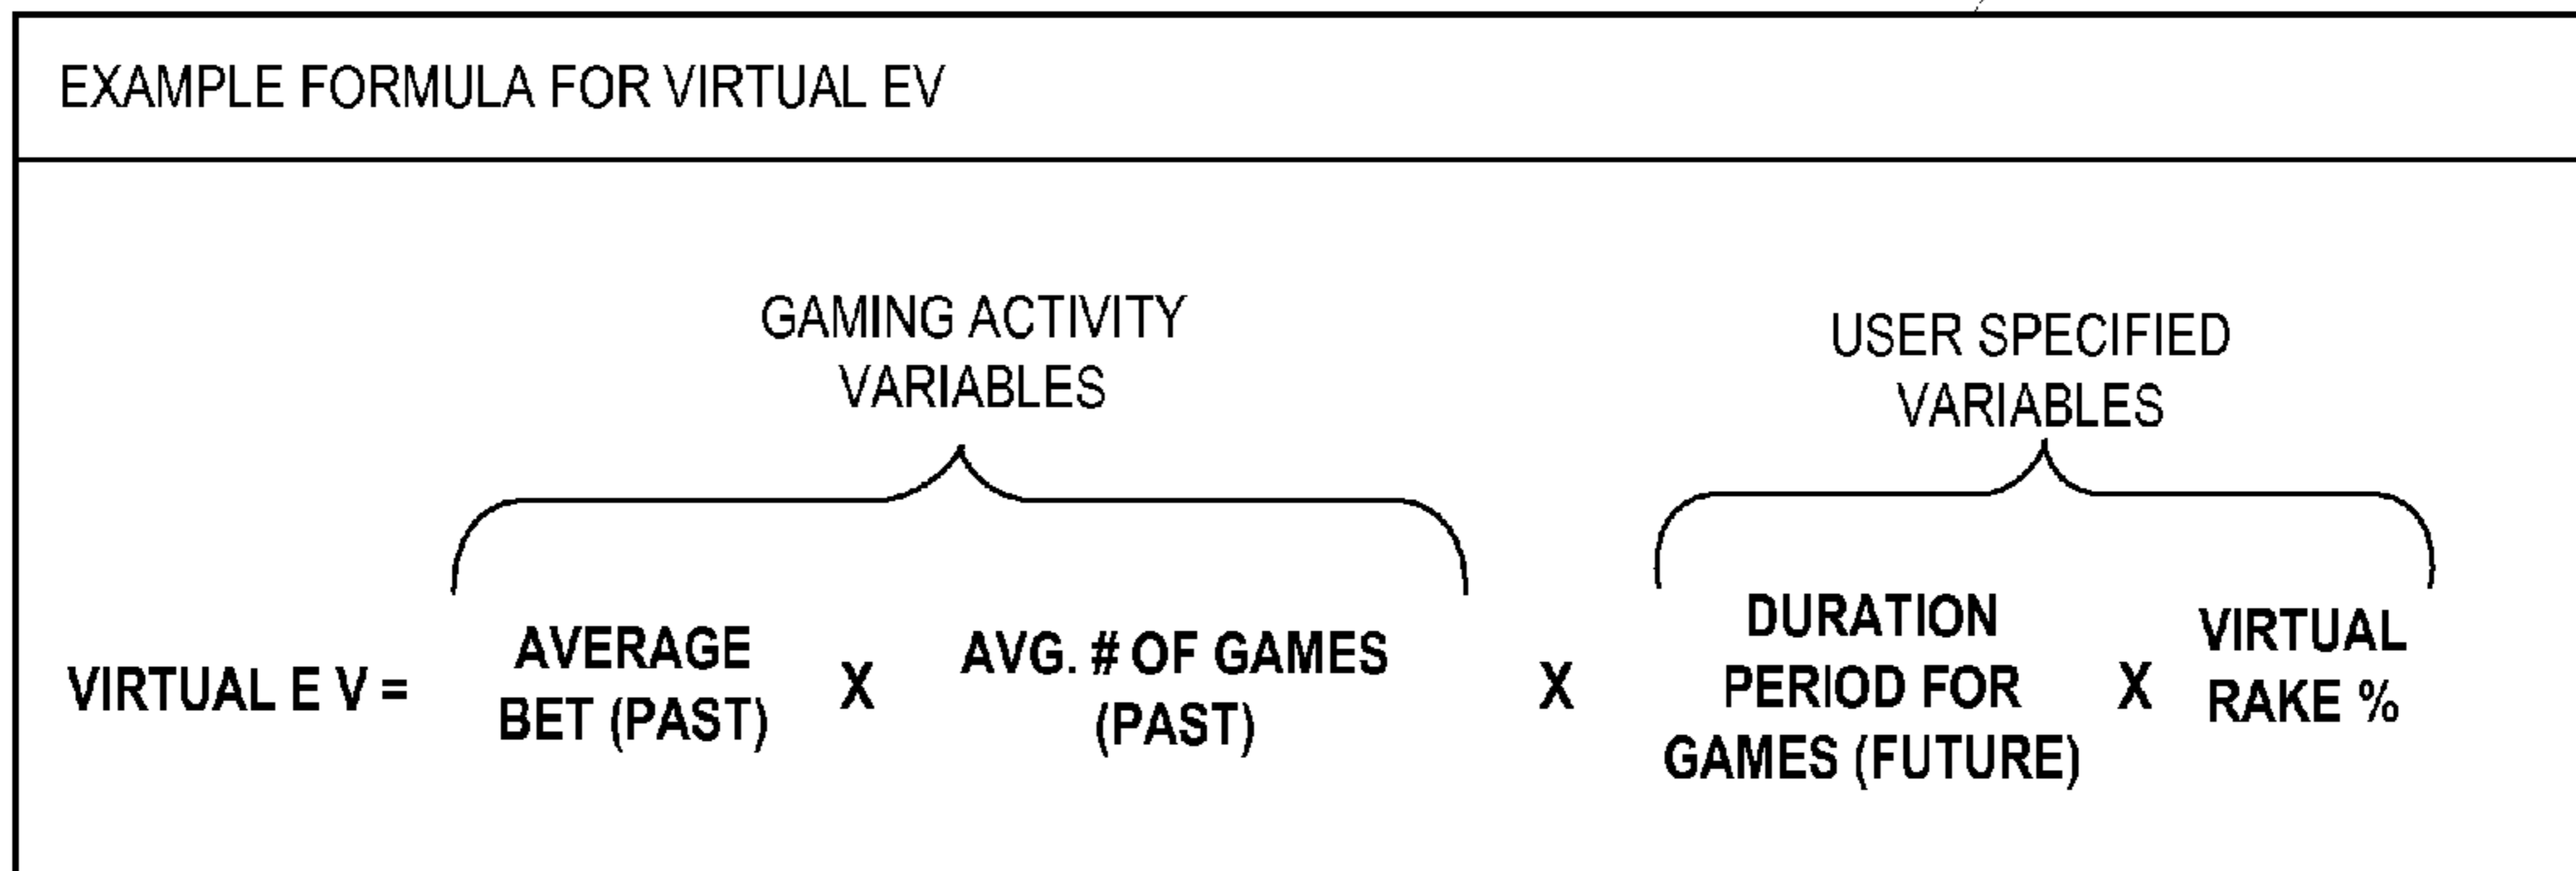 EXAMPLE FORMULA FOR VIRTUAL EV
GAMING ACTIVITY
VARIABLES
USER SPECIFIED
VARIABLES
VIRTUAL E V =
AVERAGE
BET (PAST)
X
AVG. # OF GAMES
(PAST)
X
DURATION
PERIOD FOR
GAMES (FUTURE)
X
VIRTUAL
RAKE %